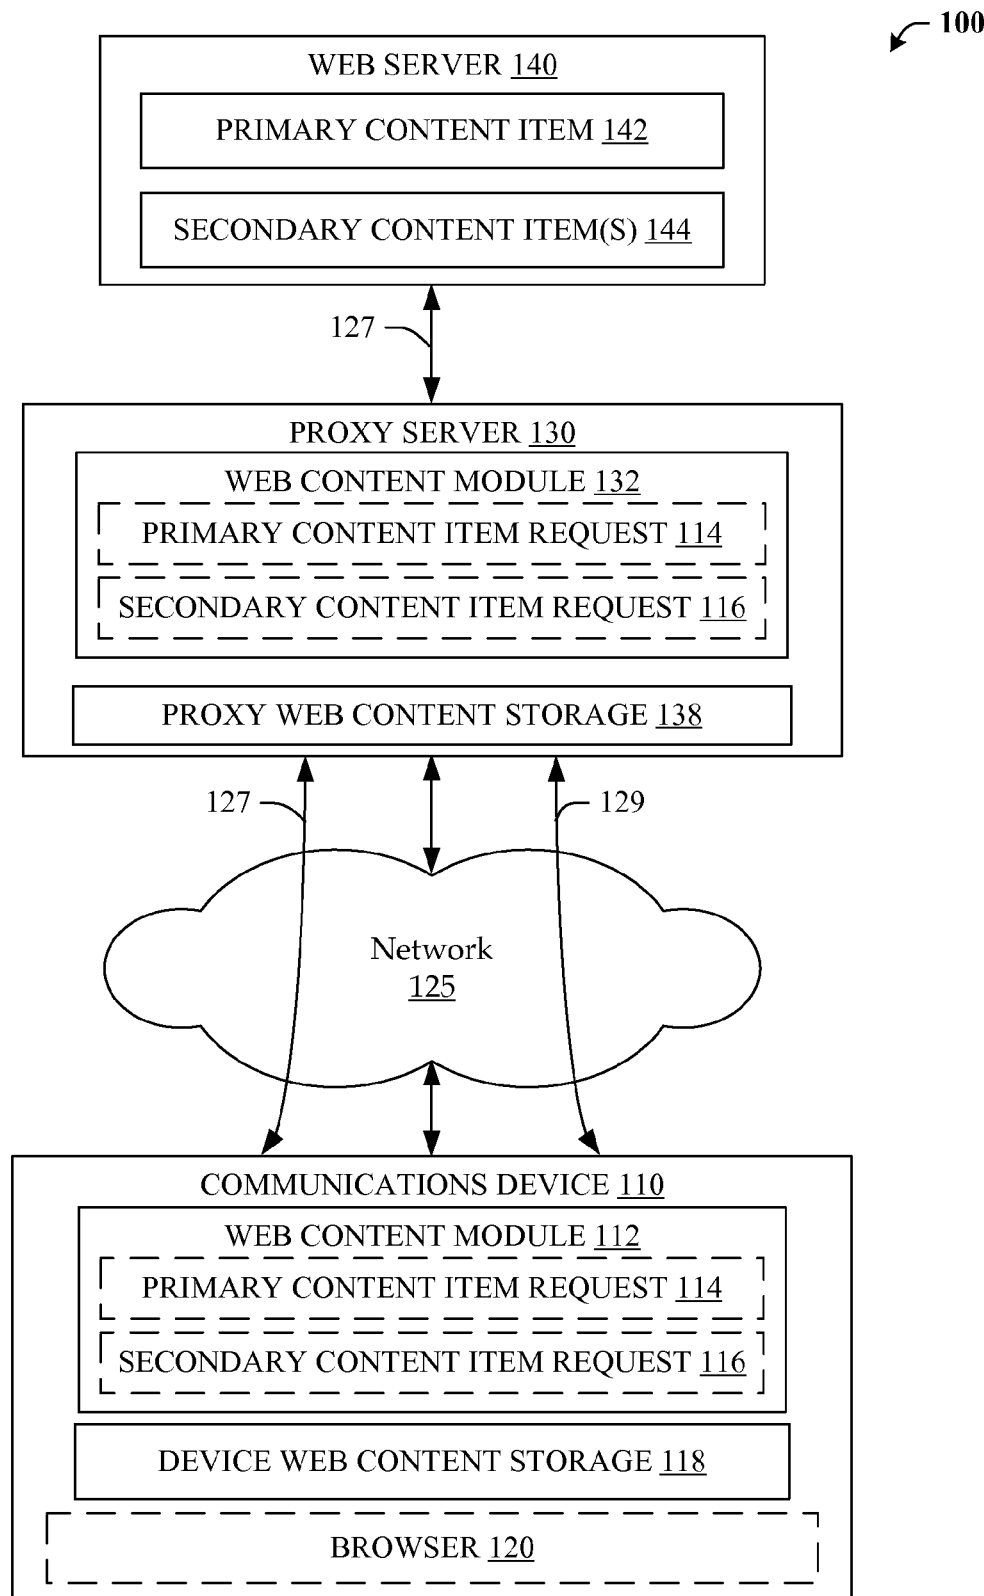 100
WEB SERVER 140
PRIMARY CONTENT ITEM 142
SECONDARY CONTENT ITEM(S) 144
127
PROXY SERVER 130
WEB CONTENT MODULE 132
PRIMARY CONTENT ITEM REQUEST 114
SECONDARY CONTENT ITEM REQUEST 116
PROXY WEB CONTENT STORAGE 138
127
129
Network
125
COMMUNICATIONS DEVICE 110
WEB CONTENT MODULE 112
PRIMARY CONTENT ITEM REQUEST 114
SECONDARY CONTENT ITEM REQUEST 116
DEVICE WEB CONTENT STORAGE 118
BROWSER 120